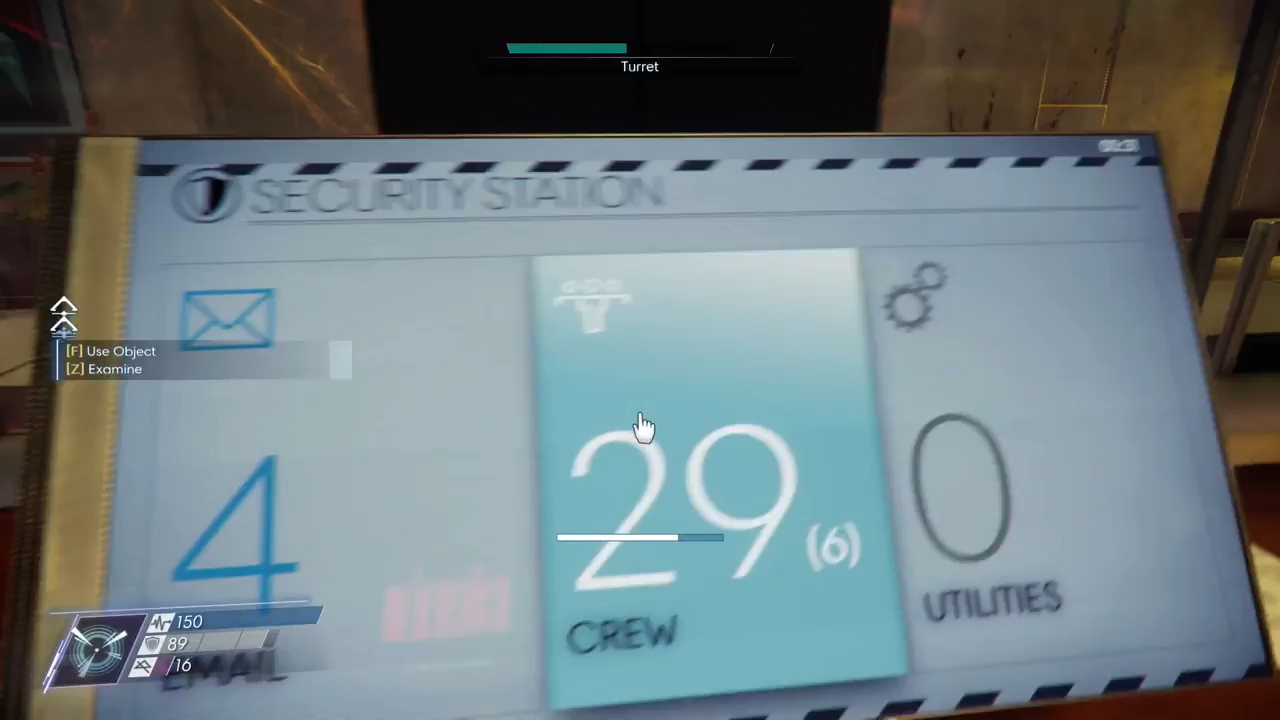 Turret
SECURITY STATION
[F] Use Object
[Z] Examine
4
29
(6)
0
UTILITIES
CREW
150
89
/16
EMAIL